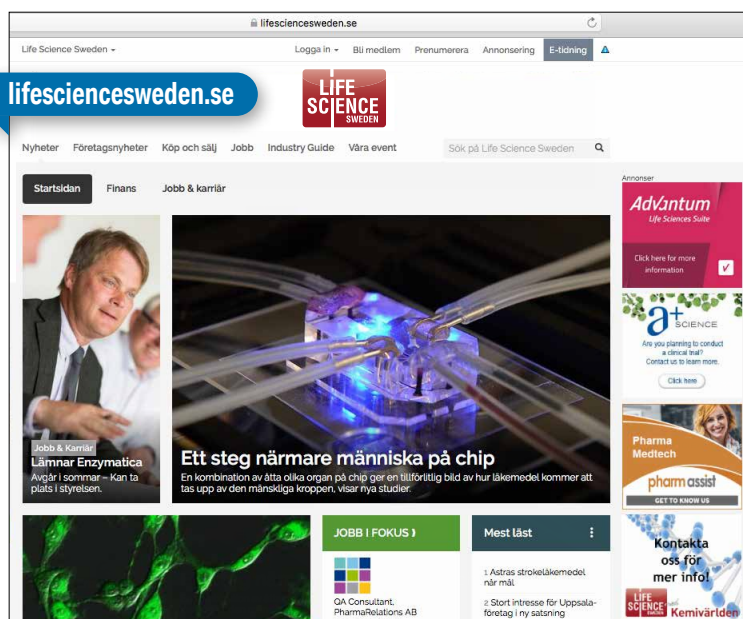 lifesciencesweden.se
Life Science Sweden
Logga in
Bli medlem
Prenumerera
Annonsering
E-tidning
lifesciencesweden.se
LIFE
SCIENCE
SWEDEN
Nyheter
Företagsnyheter
Köp och sälj
Jobb
Industry Guide
Våra event
Sök på Life Science Sweden
Startsidan
Finans
Jobb & karriär
Jobb & Karriär
Lämnar Enzymatica
Avgår i sommar – Kan ta
plats i styrelsen.
Ett steg närmare människa på chip
En kombination av åtta olika organ på chip ger en tillförlitlig bild av hur läkemedel kommer att
tas upp av den mänskliga kroppen, visar nya studier.
JOBB I FOKUS
QA Consultant,
PharmaRelations AB
Mest läst
1 Astras strokeläkemedel
når mål
2 Stort intresse för Uppsala-
företag i ny satsning
Annonser
Advantum
Life Sciences Suite
Click here for more
information
a+
SCIENCE
Are you planning to conduct
a clinical trial?
Contact us to learn more.
Click here
Pharma
Medtech
pharm assist
GET TO KNOW US
Kontakta
oss för
mer info!
LIFE
SCIENCE
Kemivärlden